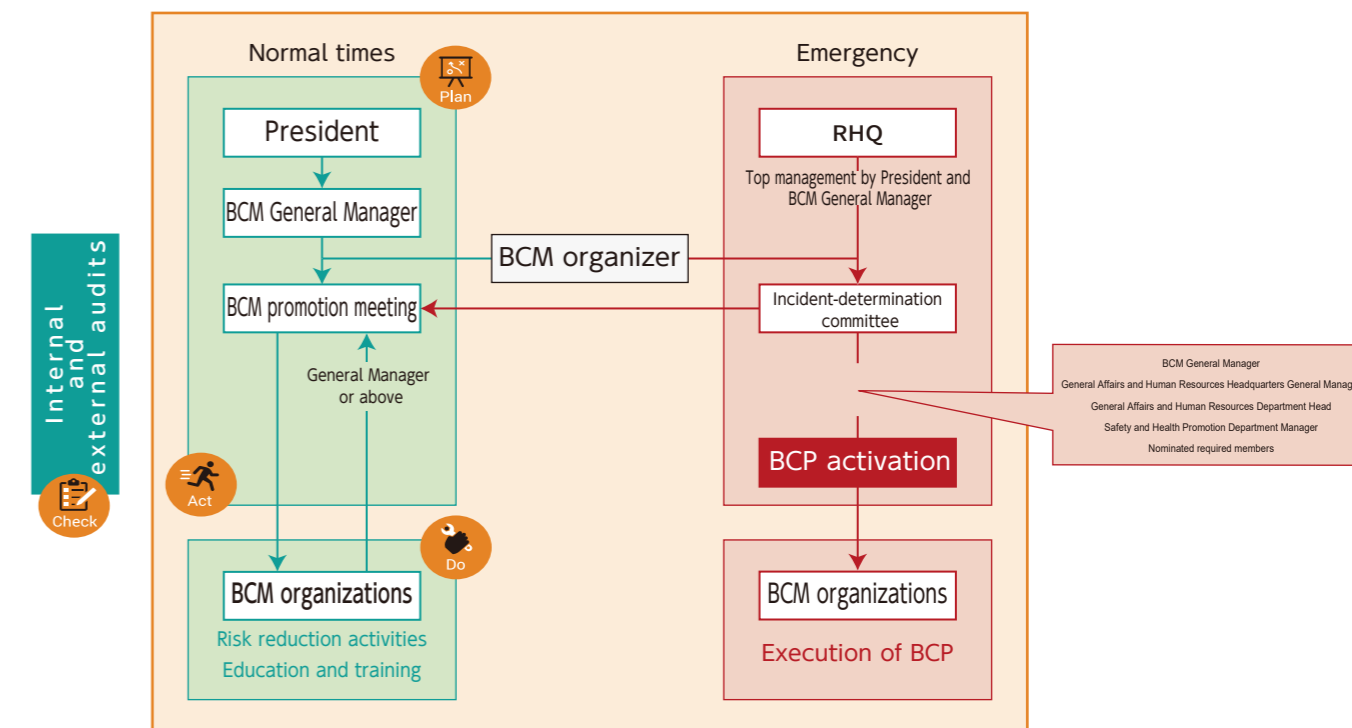 Normal times
Plan
President
BCM General Manager
BCM promotion meeting
General Manager
or above
Act
Do
BCM organizations
Risk reduction activities
Education and training
BCM organizer
Emergency
RHQ
Top management by President and
BCM General Manager
Incident-determination
committee
BCP activation
BCM organizations
Execution of BCP
BCM General Manager
General Affairs and Human Resources Headquarters General Manag
General Affairs and Human Resources Department Head
Safety and Health Promotion Department Manager
Nominated required members
Internal
and
external audits
Check